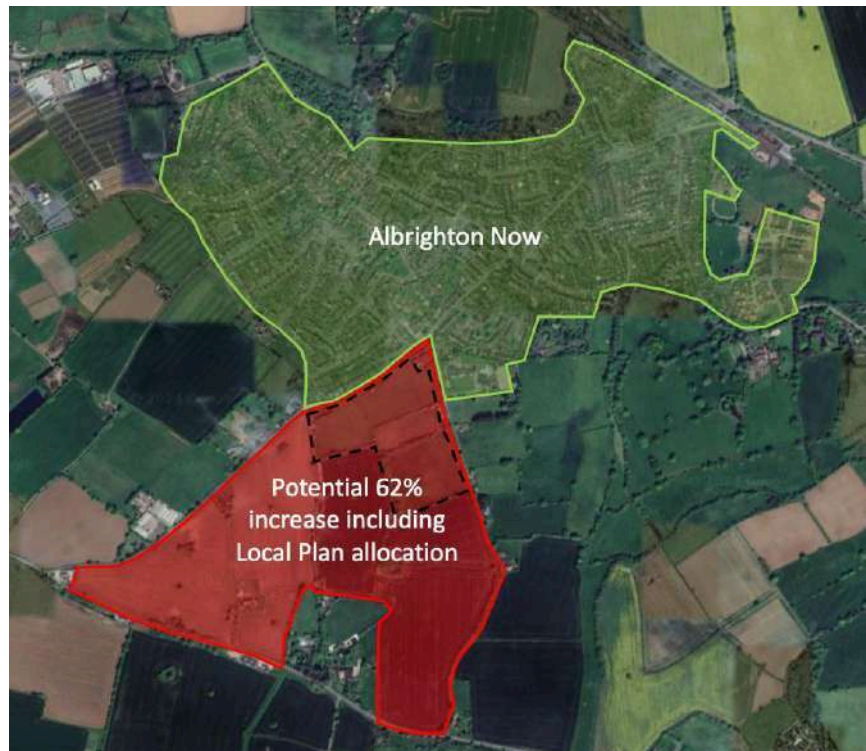 Albrighton Now
Potential 62%
increase including
Local Plan allocation